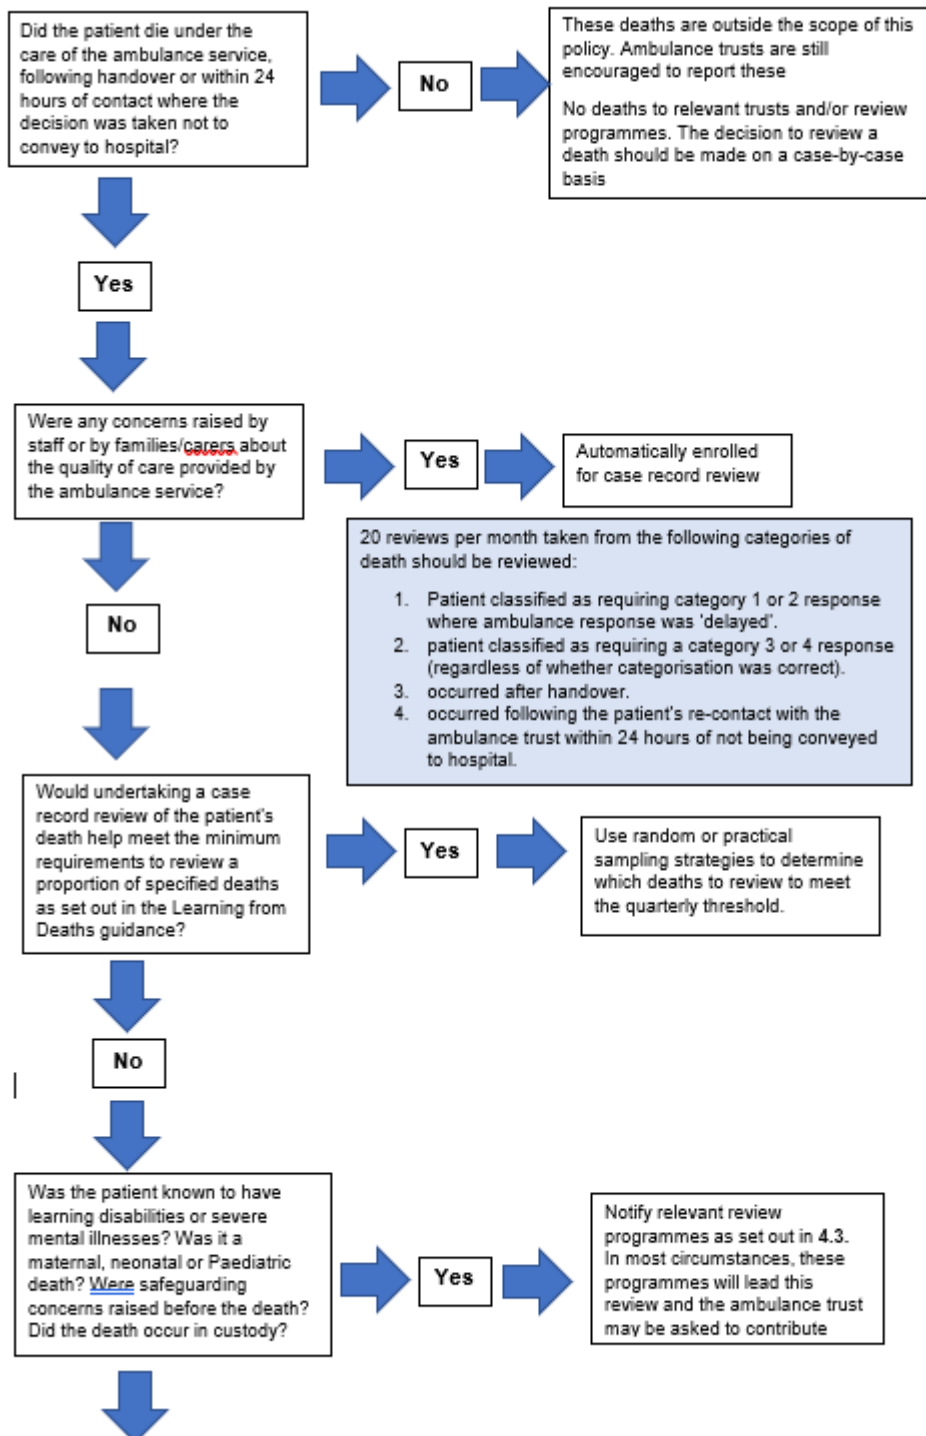 Did the patient die under the
care of the ambulance service,
following handover or within 24
hours of contact where the
decision was taken not to
convey to hospital?
No
These deaths are outside the scope of this
policy. Ambulance trusts are still
encouraged to report these
No deaths to relevant trusts and/or review
programmes. The decision to review a
death should be made on a case-by-case
basis
Yes
Were any concerns raised by
staff or by families/carers about
the quality of care provided by
the ambulance service?
Yes
Automatically enrolled
for case record review
20 reviews per month taken from the following categories of
death should be reviewed:
1. Patient classified as requiring category 1 or 2 response
where ambulance response was 'delayed'.
2. patient classified as requiring a category 3 or 4 response
(regardless of whether categorisation was correct).
3. occurred after handover.
4. occurred following the patient's re-contact with the
ambulance trust within 24 hours of not being conveyed
to hospital.
No
Would undertaking a case
record review of the patient's
death help meet the minimum
requirements to review a
proportion of specified deaths
as set out in the Learning from
Deaths guidance?
Yes
Use random or practical
sampling strategies to determine
which deaths to review to meet
the quarterly threshold.
No
Was the patient known to have
learning disabilities or severe
mental illnesses? Was it a
maternal, neonatal or Paediatric
death? Were safeguarding
concerns raised before the death?
Did the death occur in custody?
Yes
Notify relevant review
programmes as set out in 4.3.
In most circumstances, these
programmes will lead this
review and the ambulance trust
may be asked to contribute